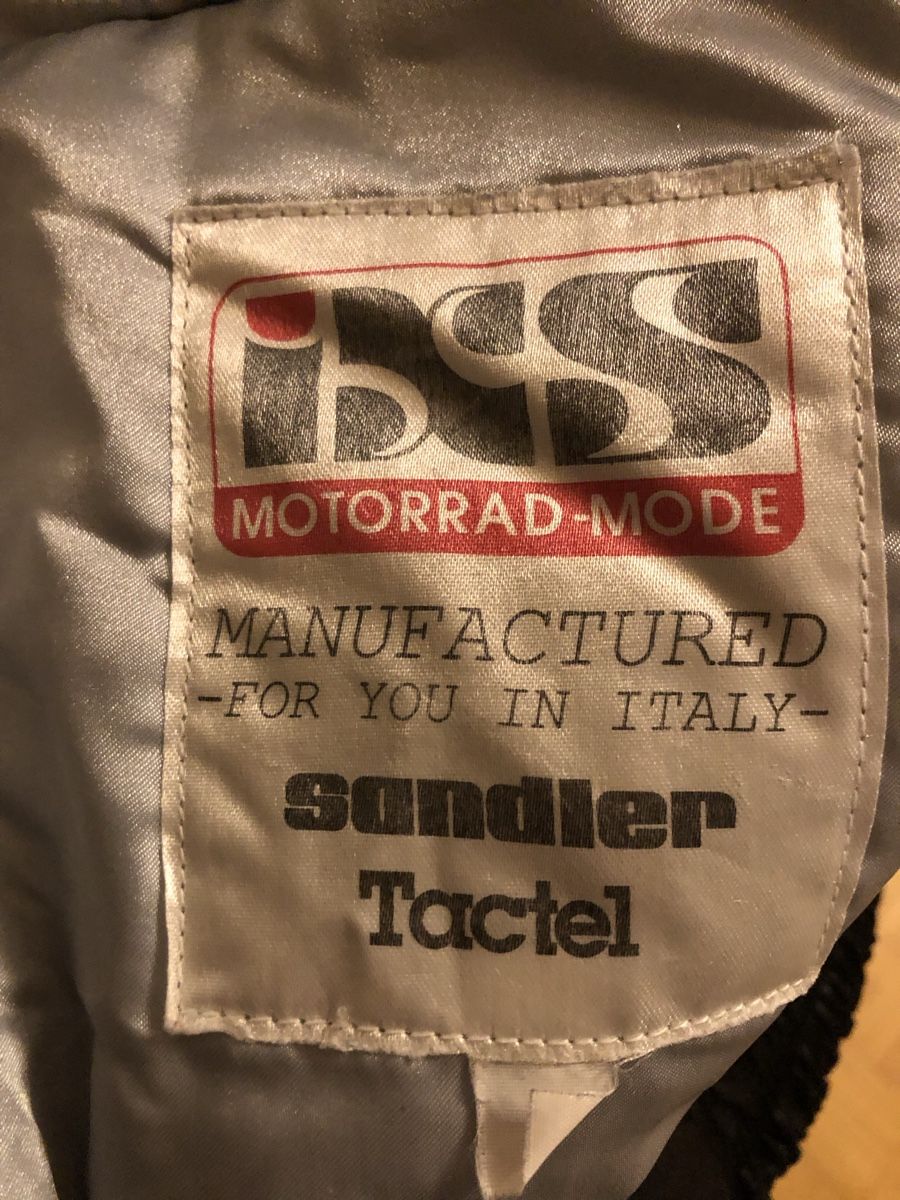 ixs
MOTORRAD-MODE
MANUFACTURED
-FOR YOU IN ITALY-
sandler
Tactel